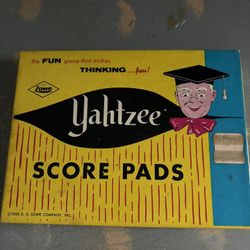 the FUN game that makes
THINKING...fun!
Lowe
Yahtzee
SCORE PADS
©1956 E. S. LOWE COMPANY, INC.